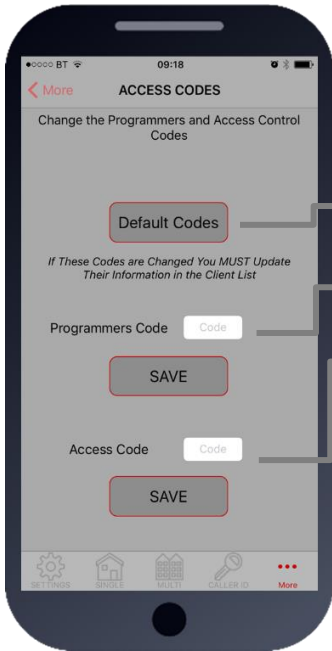 ●○○○○ BT 09:18
More ACCESS CODES
Change the Programmers and Access Control
Codes
Default Codes
If These Codes are Changed You MUST Update
Their Information in the Client List
Programmers Code Code
SAVE
Access Code Code
SAVE
SETTINGS SINGLE MULTI CALLER ID More